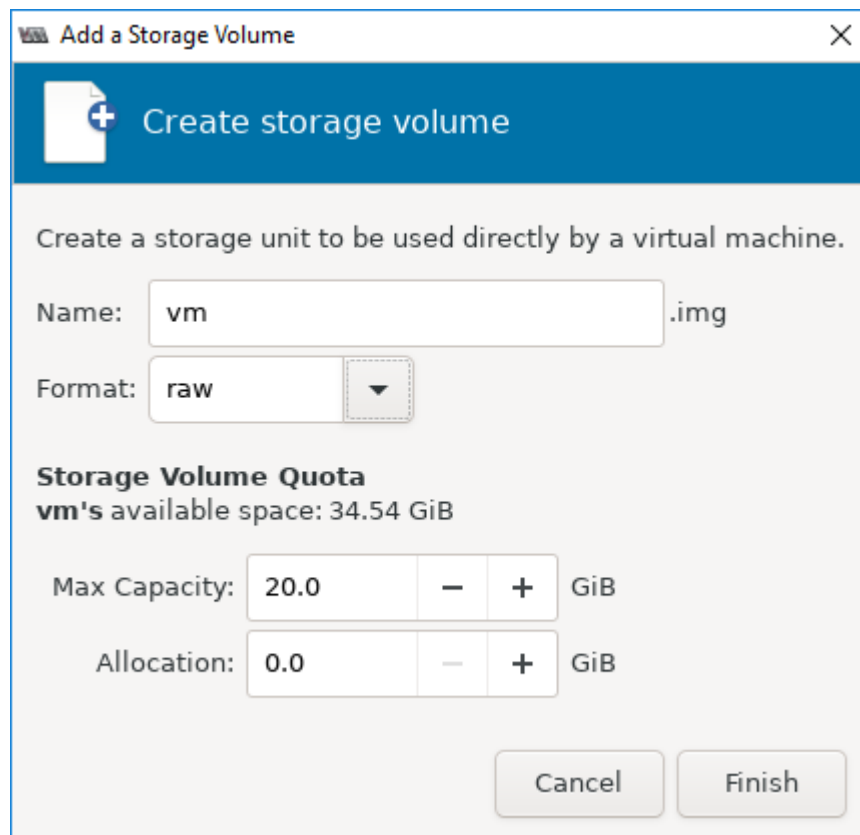 Add a Storage Volume
Create storage volume
Create a storage unit to be used directly by a virtual machine.
Name: vm .img
Format: raw
Storage Volume Quota
vm's available space: 34.54 GiB
Max Capacity: 20.0 − + GiB
Allocation: 0.0 − + GiB
Cancel Finish